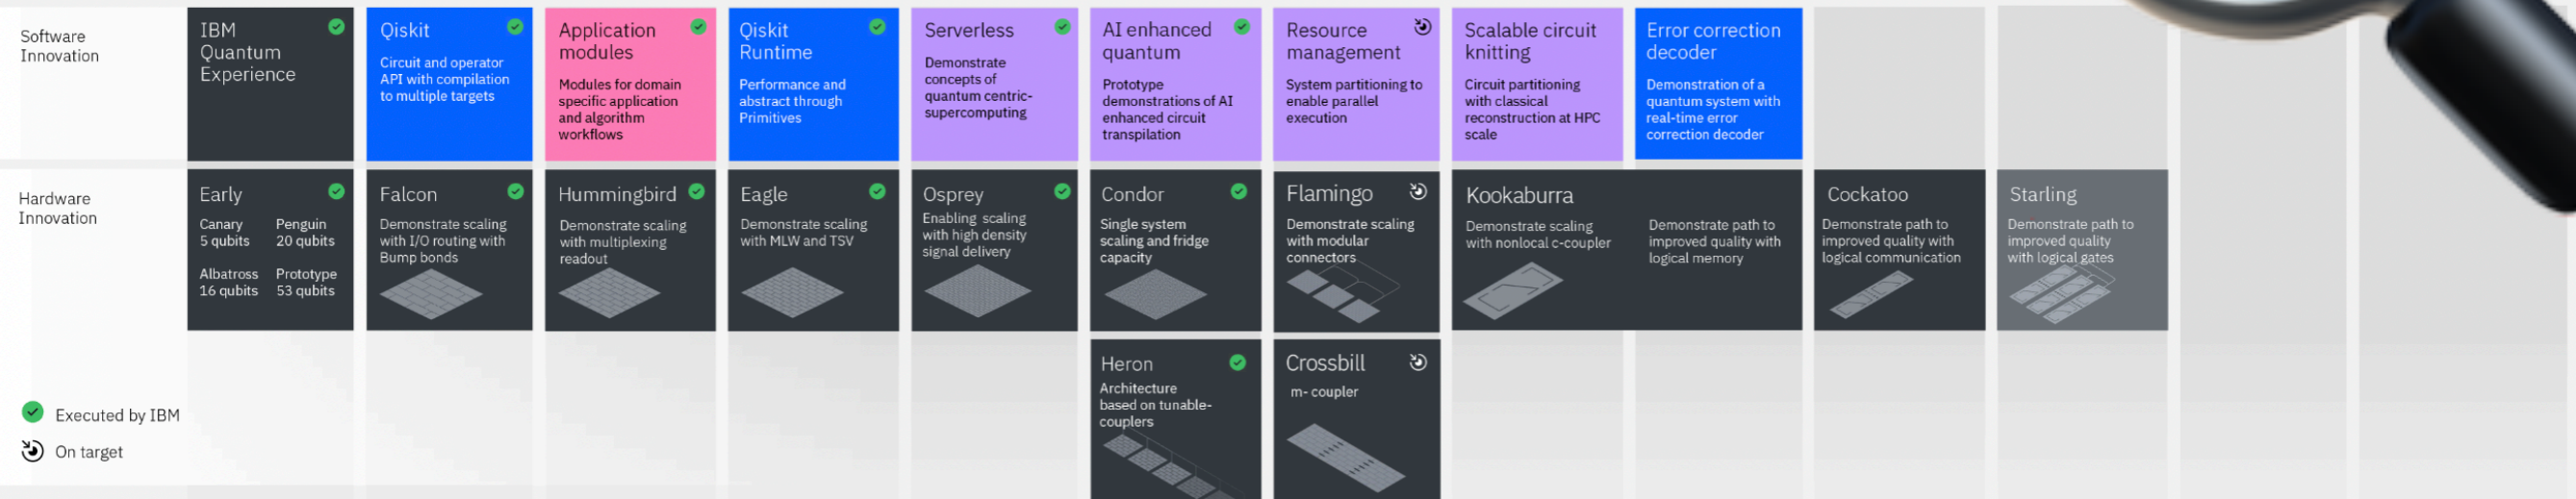 Software
Innovation
IBM
Quantum
Experience
Qiskit
Circuit and operator
API with compilation
to multiple targets
Application
modules
Modules for domain
specific application
and algorithm
workflows
Qiskit
Runtime
Performance and
abstract through
Primitives
Serverless
Demonstrate
concepts of
quantum centric-
supercomputing
AI enhanced
quantum
Prototype
demonstrations of AI
enhanced circuit
transpilation
Resource
management
System partitioning to
enable parallel
execution
Scalable circuit
knitting
Circuit partitioning
with classical
reconstruction at HPC
scale
Error correction
decoder
Demonstration of a
quantum system with
real-time error
correction decoder
Hardware
Innovation
Early
Canary
5 qubits
Penguin
20 qubits
Albatross
16 qubits
Prototype
53 qubits
Falcon
Demonstrate scaling
with I/O routing with
Bump bonds
Hummingbird
Demonstrate scaling
with multiplexing
readout
Eagle
Demonstrate scaling
with MLW and TSV
Osprey
Enabling scaling
with high density
signal delivery
Condor
Single system
scaling and fridge
capacity
Flamingo
Demonstrate scaling
with modular
connectors
Kookaburra
Demonstrate scaling
with nonlocal c-coupler
Demonstrate path to
improved quality with
logical memory
Cockatoo
Demonstrate path to
improved quality with
logical communication
Starling
Demonstrate path to
improved quality
with logical gates
Heron
Architecture
based on tunable-
couplers
Crossbill
m- coupler
Executed by IBM
On target